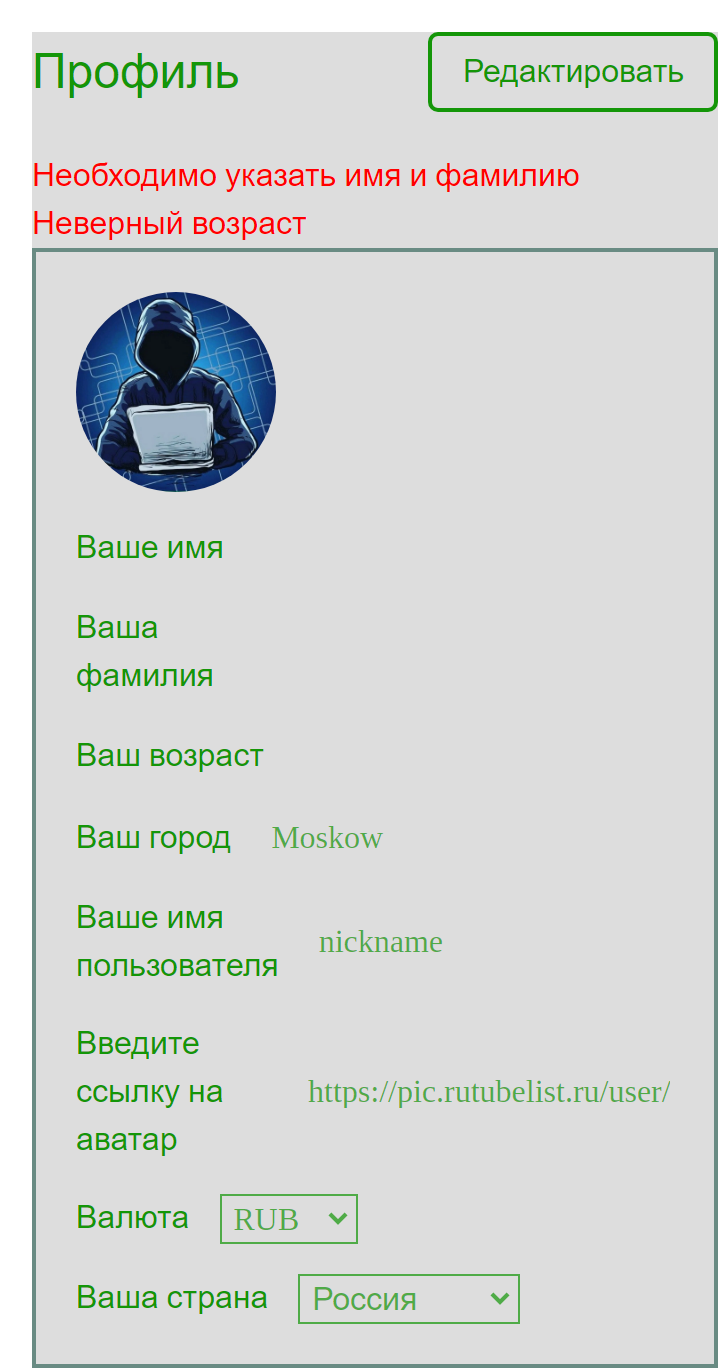 Профиль
Редактировать
Необходимо указать имя и фамилию
Неверный возраст
Ваше имя
Ваша
фамилия
Ваш возраст
Ваш город Moskow
Ваше имя
пользователя
nickname
Введите
ссылку на
аватар
https://pic.rutubelist.ru/user/
Валюта RUB
Ваша страна Россия